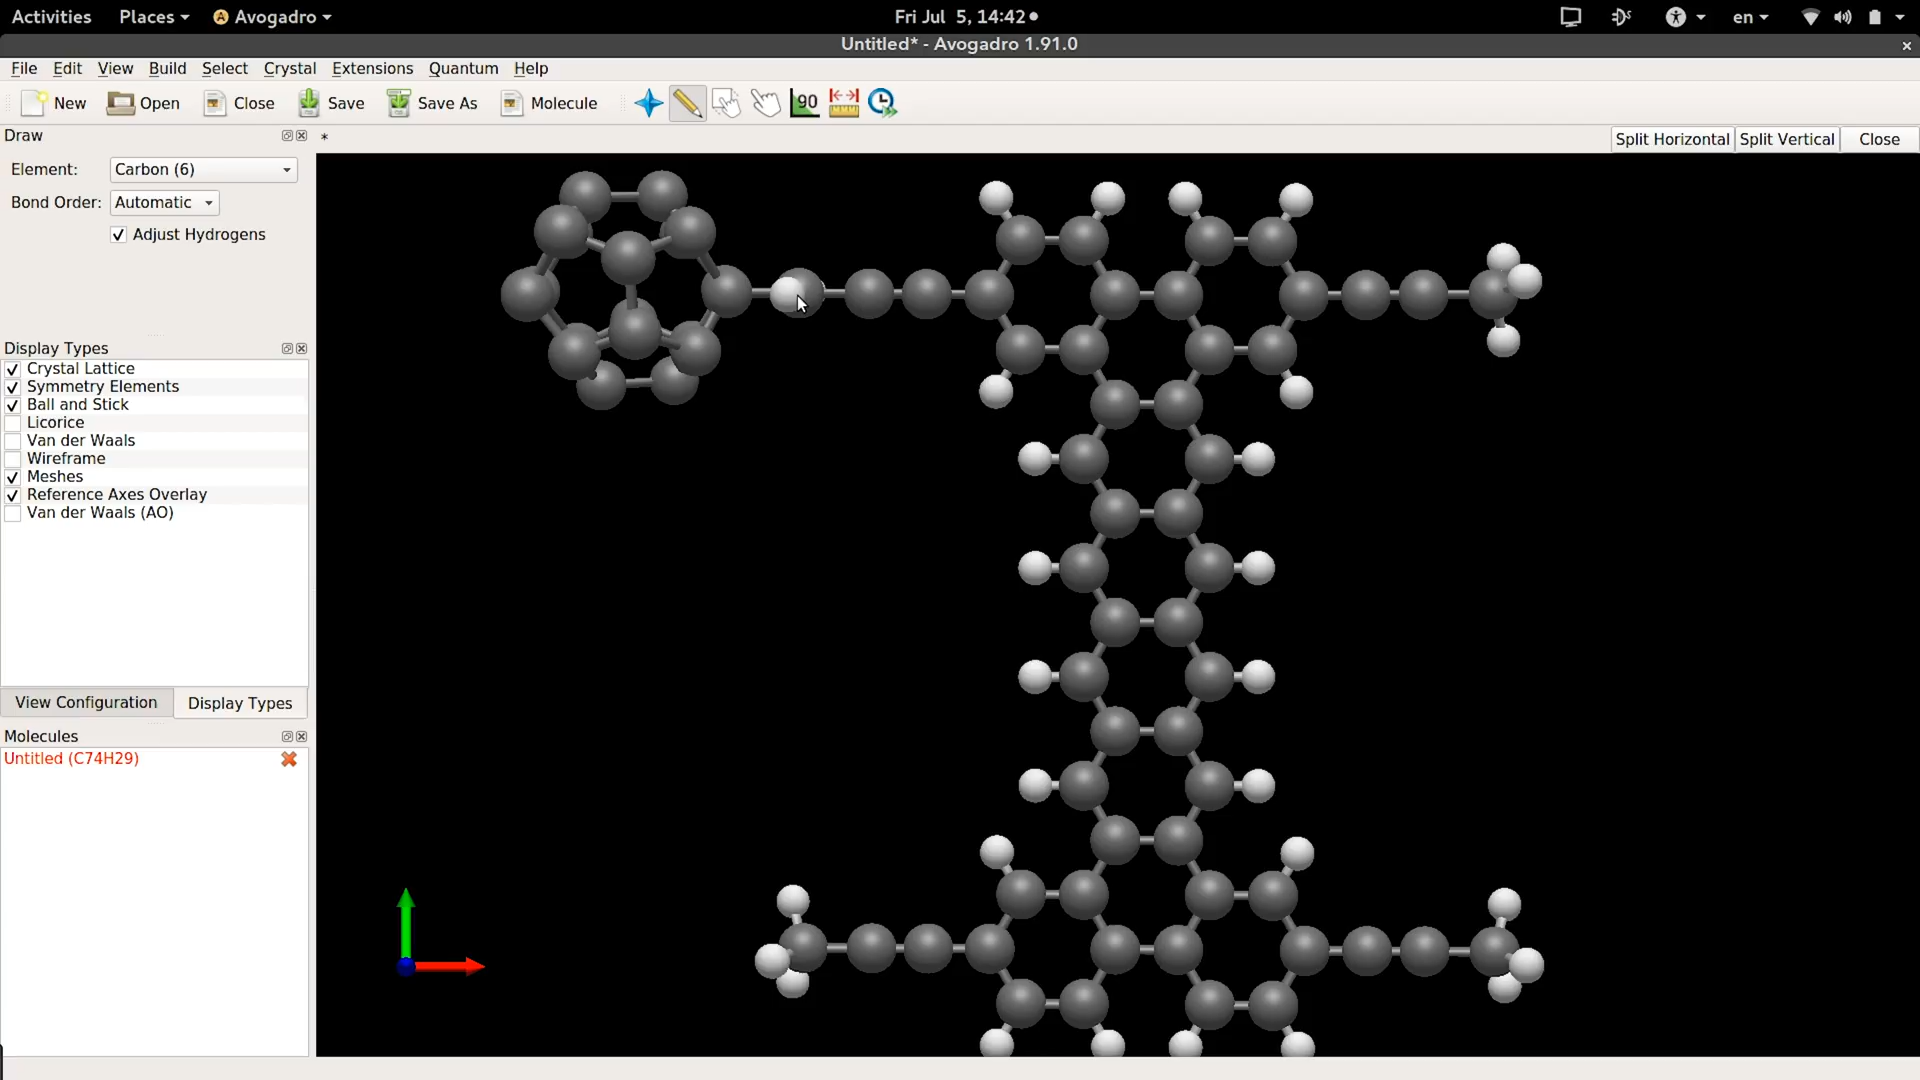 Activities Places Avogadro Fri Jul 5, 14:42 en
Untitled* - Avogadro 1.91.0
File Edit View Build Select Crystal Extensions Quantum Help
New Open Close Save Save As Molecule 90
Draw * Split Horizontal Split Vertical Close
Element: Carbon (6)
Bond Order: Automatic
Adjust Hydrogens
Display Types
Crystal Lattice
Symmetry Elements
Ball and Stick
Licorice
Van der Waals
Wireframe
Meshes
Reference Axes Overlay
Van der Waals (AO)
View Configuration Display Types
Molecules
Untitled (C74H29)